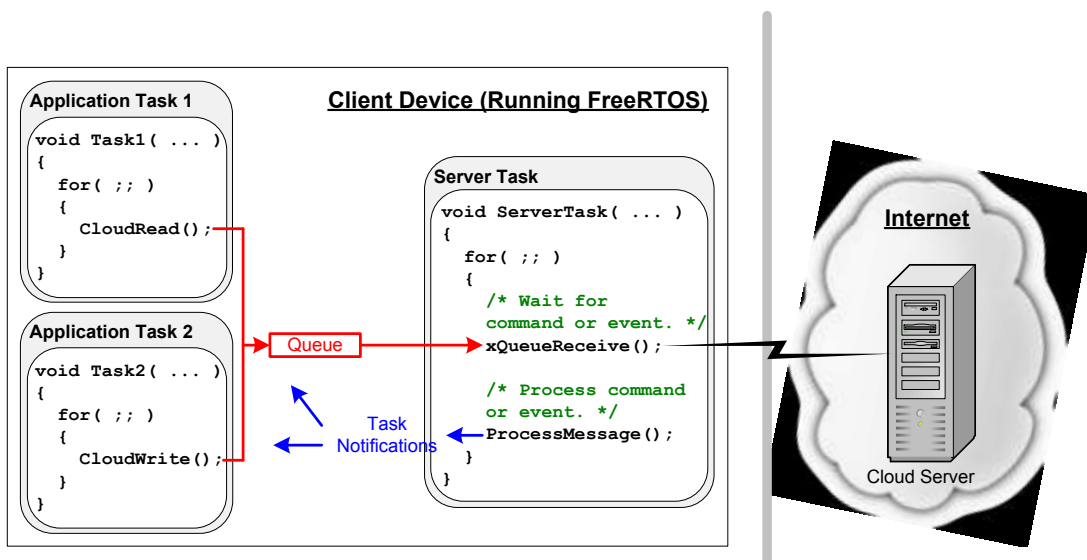 Client Device (Running FreeRTOS)
Application Task 1
void Task1( ... )
{
for( ;; )
{
CloudRead();
}
}
Application Task 2
void Task2( ... )
{
for( ;; )
{
CloudWrite();
}
}
Queue
Task
Notifications
Server Task
void ServerTask( ... )
{
for( ;; )
{
/* Wait for
command or event. */
xQueueReceive();
/* Process command
or event. */
ProcessMessage();
}
}
Internet
Cloud Server